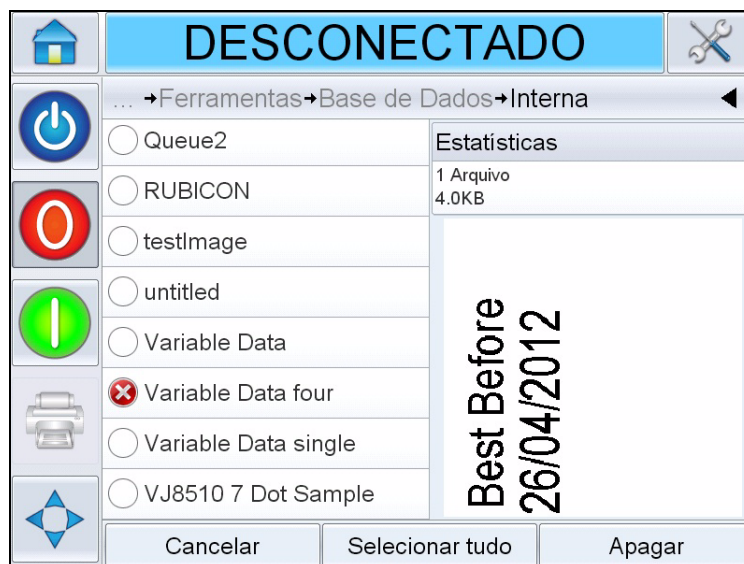 DESCONECTADO
... →Ferramentas→Base de Dados→Interna
Queue2
RUBICON
testImage
untitled
Variable Data
Variable Data four
Variable Data single
VJ8510 7 Dot Sample
Estatísticas
1 Arquivo
4.0KB
Best Before
26/04/2012
Cancelar
Selecionar tudo
Apagar